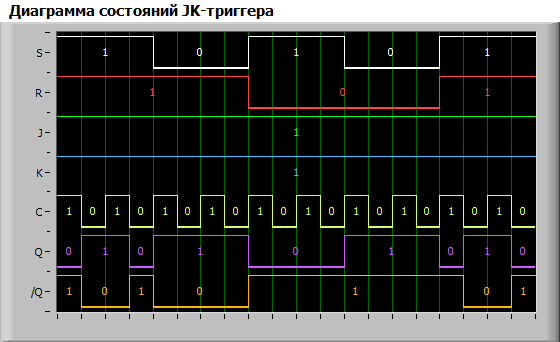 Диаграмма состояний JK-триггера
S 1 0 1 0 1
R 1 0 1
J 1
K 1
C 1 0 1 0 1 0 1 0 1 0 1 0 1 0 1 0 1 0 1 0
Q 0 1 0 1 0 1 0 1 0
/Q 1 0 1 0 1 0 1